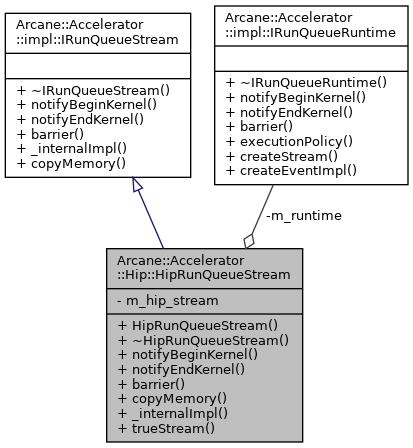 Arcane::Accelerator
::impl::IRunQueueStream
+ ~IRunQueueStream()
+ notifyBeginKernel()
+ notifyEndKernel()
+ barrier()
+ _internalImpl()
+ copyMemory()
Arcane::Accelerator
::impl::IRunQueueRuntime
+ ~IRunQueueRuntime()
+ notifyBeginKernel()
+ notifyEndKernel()
+ barrier()
+ executionPolicy()
+ createStream()
+ createEventImpl()
-m_runtime
Arcane::Accelerator
::Hip::HipRunQueueStream
- m_hip_stream
+ HipRunQueueStream()
+ ~HipRunQueueStream()
+ notifyBeginKernel()
+ notifyEndKernel()
+ barrier()
+ copyMemory()
+ _internalImpl()
+ trueStream()